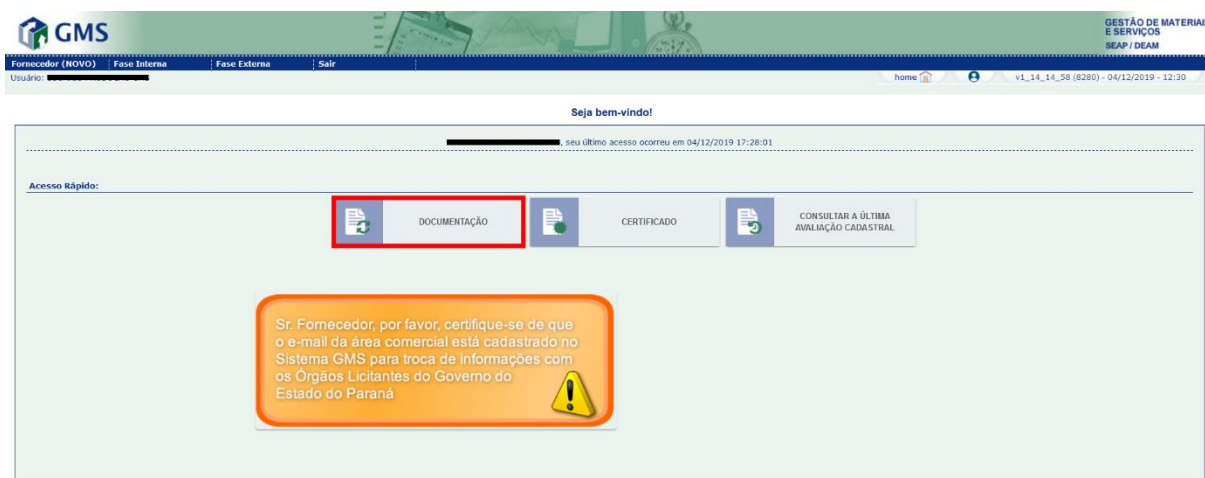 GMS
GESTÃO DE MATERIAI
E SERVIÇOS
SEAP / DEAM
Fornecedor (NOVO) Fase Interna Fase Externa Sair
Usuário:
home v1_14_14_58 (8280) - 04/12/2019 - 12:30
Seja bem-vindo!
, seu último acesso ocorreu em 04/12/2019 17:28:01
Acesso Rápido:
DOCUMENTAÇÃO
CERTIFICADO
CONSULTAR A ÚLTIMA
AVALIAÇÃO CADASTRAL
Sr. Fornecedor, por favor, certifique-se de que
o e-mail da área comercial está cadastrado no
Sistema GMS para troca de informações com
os Órgãos Licitantes do Governo do
Estado do Paraná